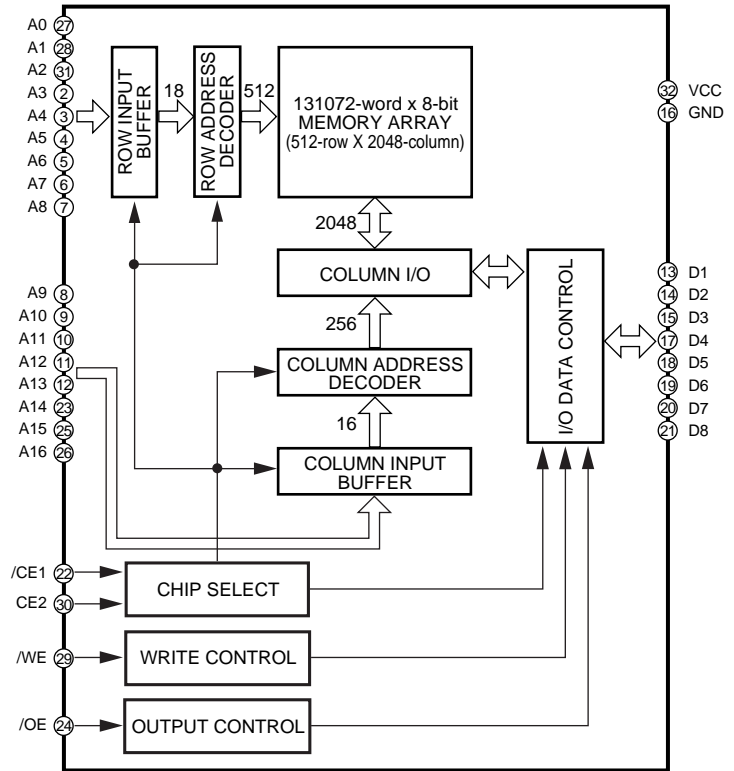 A0 27
A1 28
A2 31
A3 2
A4 3
A5 4
A6 5
A7 6
A8 7
ROW INPUT
BUFFER
18
ROW ADDRESS
DECODER
512
131072-word x 8-bit
MEMORY ARRAY
(512-row X 2048-column)
32 VCC
16 GND
2048
COLUMN I/O
I/O DATA CONTROL
13 D1
14 D2
15 D3
17 D4
18 D5
19 D6
20 D7
21 D8
A9 8
A10 9
A11 10
A12 11
A13 12
A14 23
A15 25
A16 26
256
COLUMN ADDRESS
DECODER
16
COLUMN INPUT
BUFFER
/CE1 22
CE2 30
CHIP SELECT
/WE 29
WRITE CONTROL
/OE 24
OUTPUT CONTROL